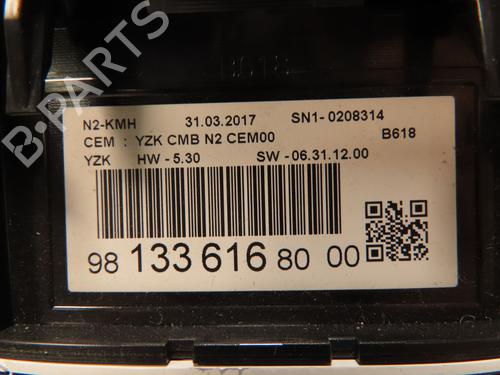 B618
N2-KMH 31.03.2017 SN1-0208314
CEM : YZK CMB N2 CEM00 B618
YZK HW-5.30 SW-06.31.12.00
98 133 616 80 00
B-PARTS